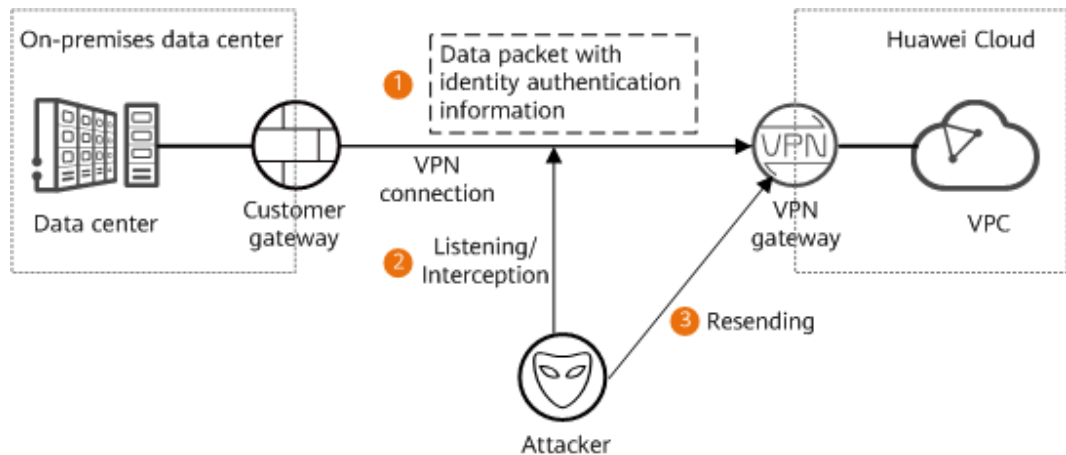 On-premises data center
Huawei Cloud
1
Data packet with
identity authentication
information
VPN
VPN
connection
Data center
Customer
gateway
VPN
gateway
VPC
2
Listening/
Interception
3
Resending
Attacker